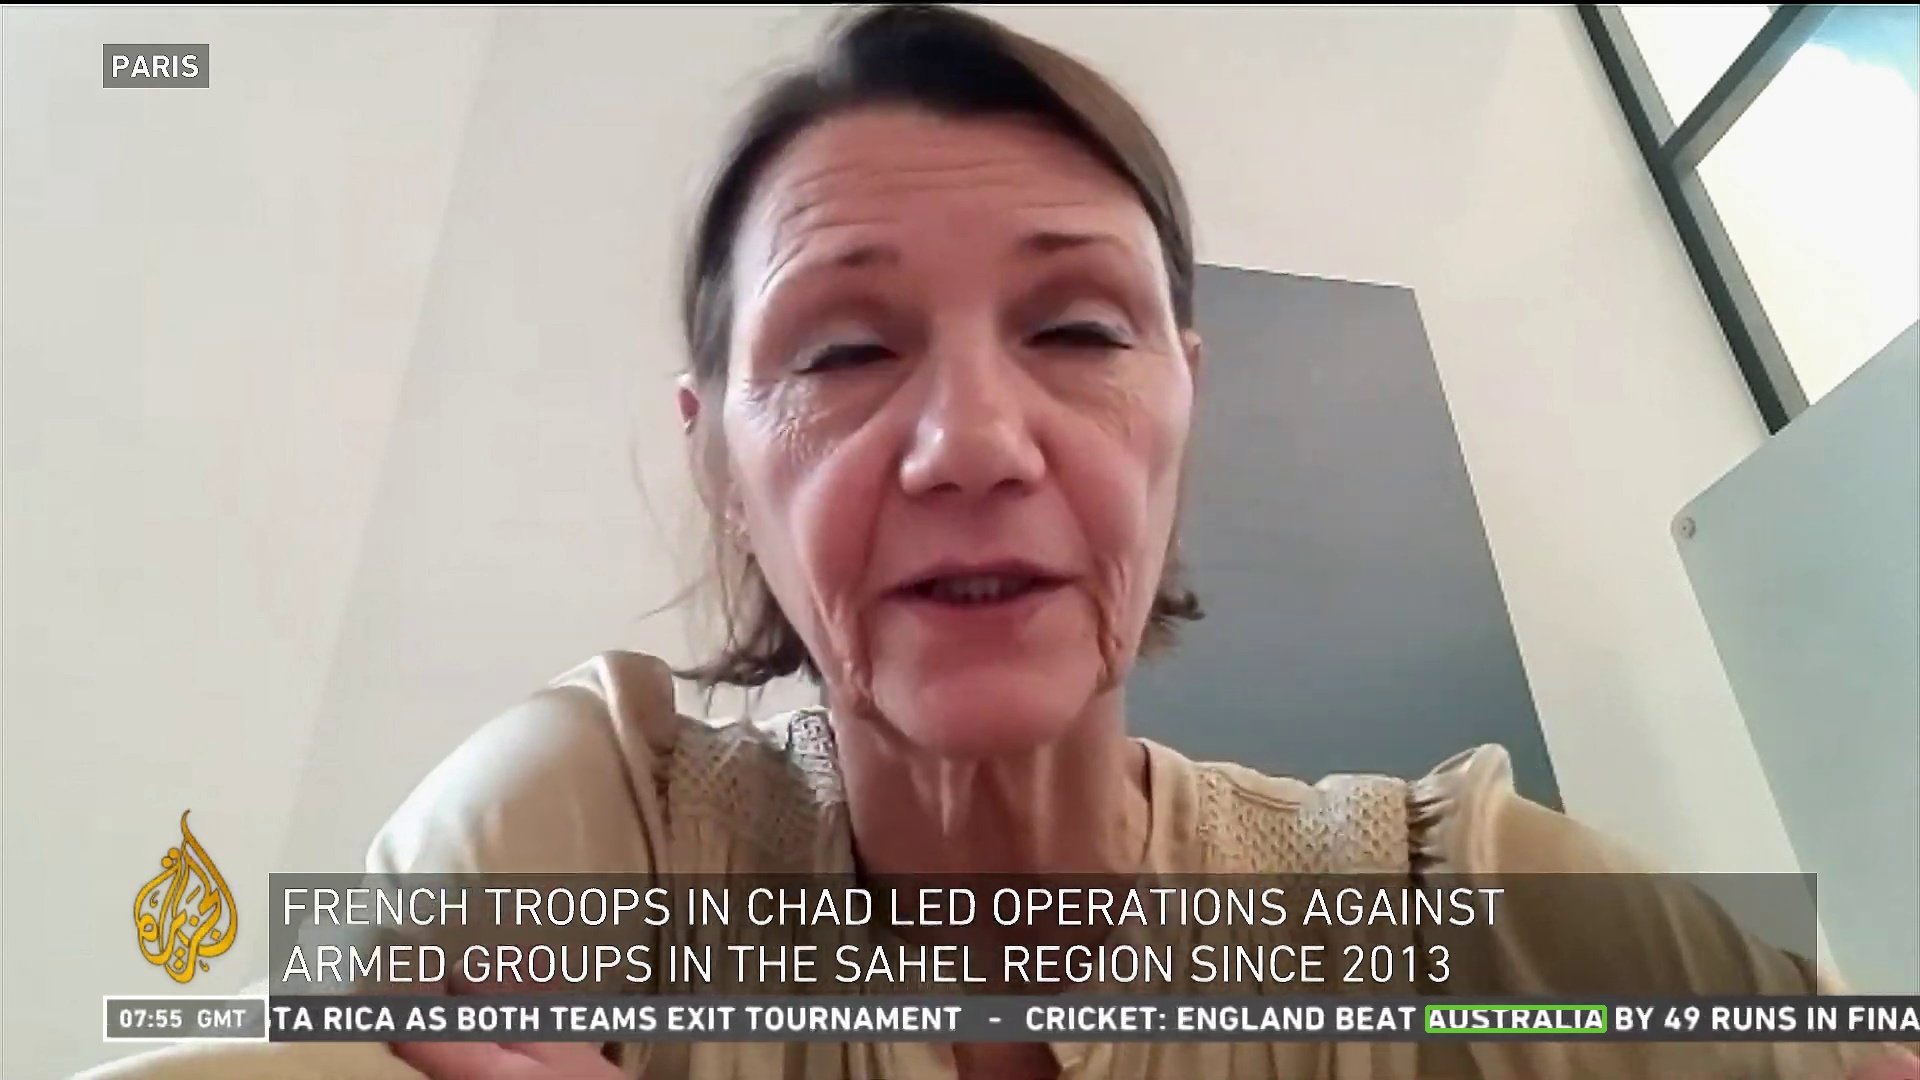 PARIS
FRENCH TROOPS IN CHAD LED OPERATIONS AGAINST
ARMED GROUPS IN THE SAHEL REGION SINCE 2013
07:55 GMT
TA RICA AS BOTH TEAMS EXIT TOURNAMENT - CRICKET: ENGLAND BEAT AUSTRALIA BY 49 RUNS IN FINA